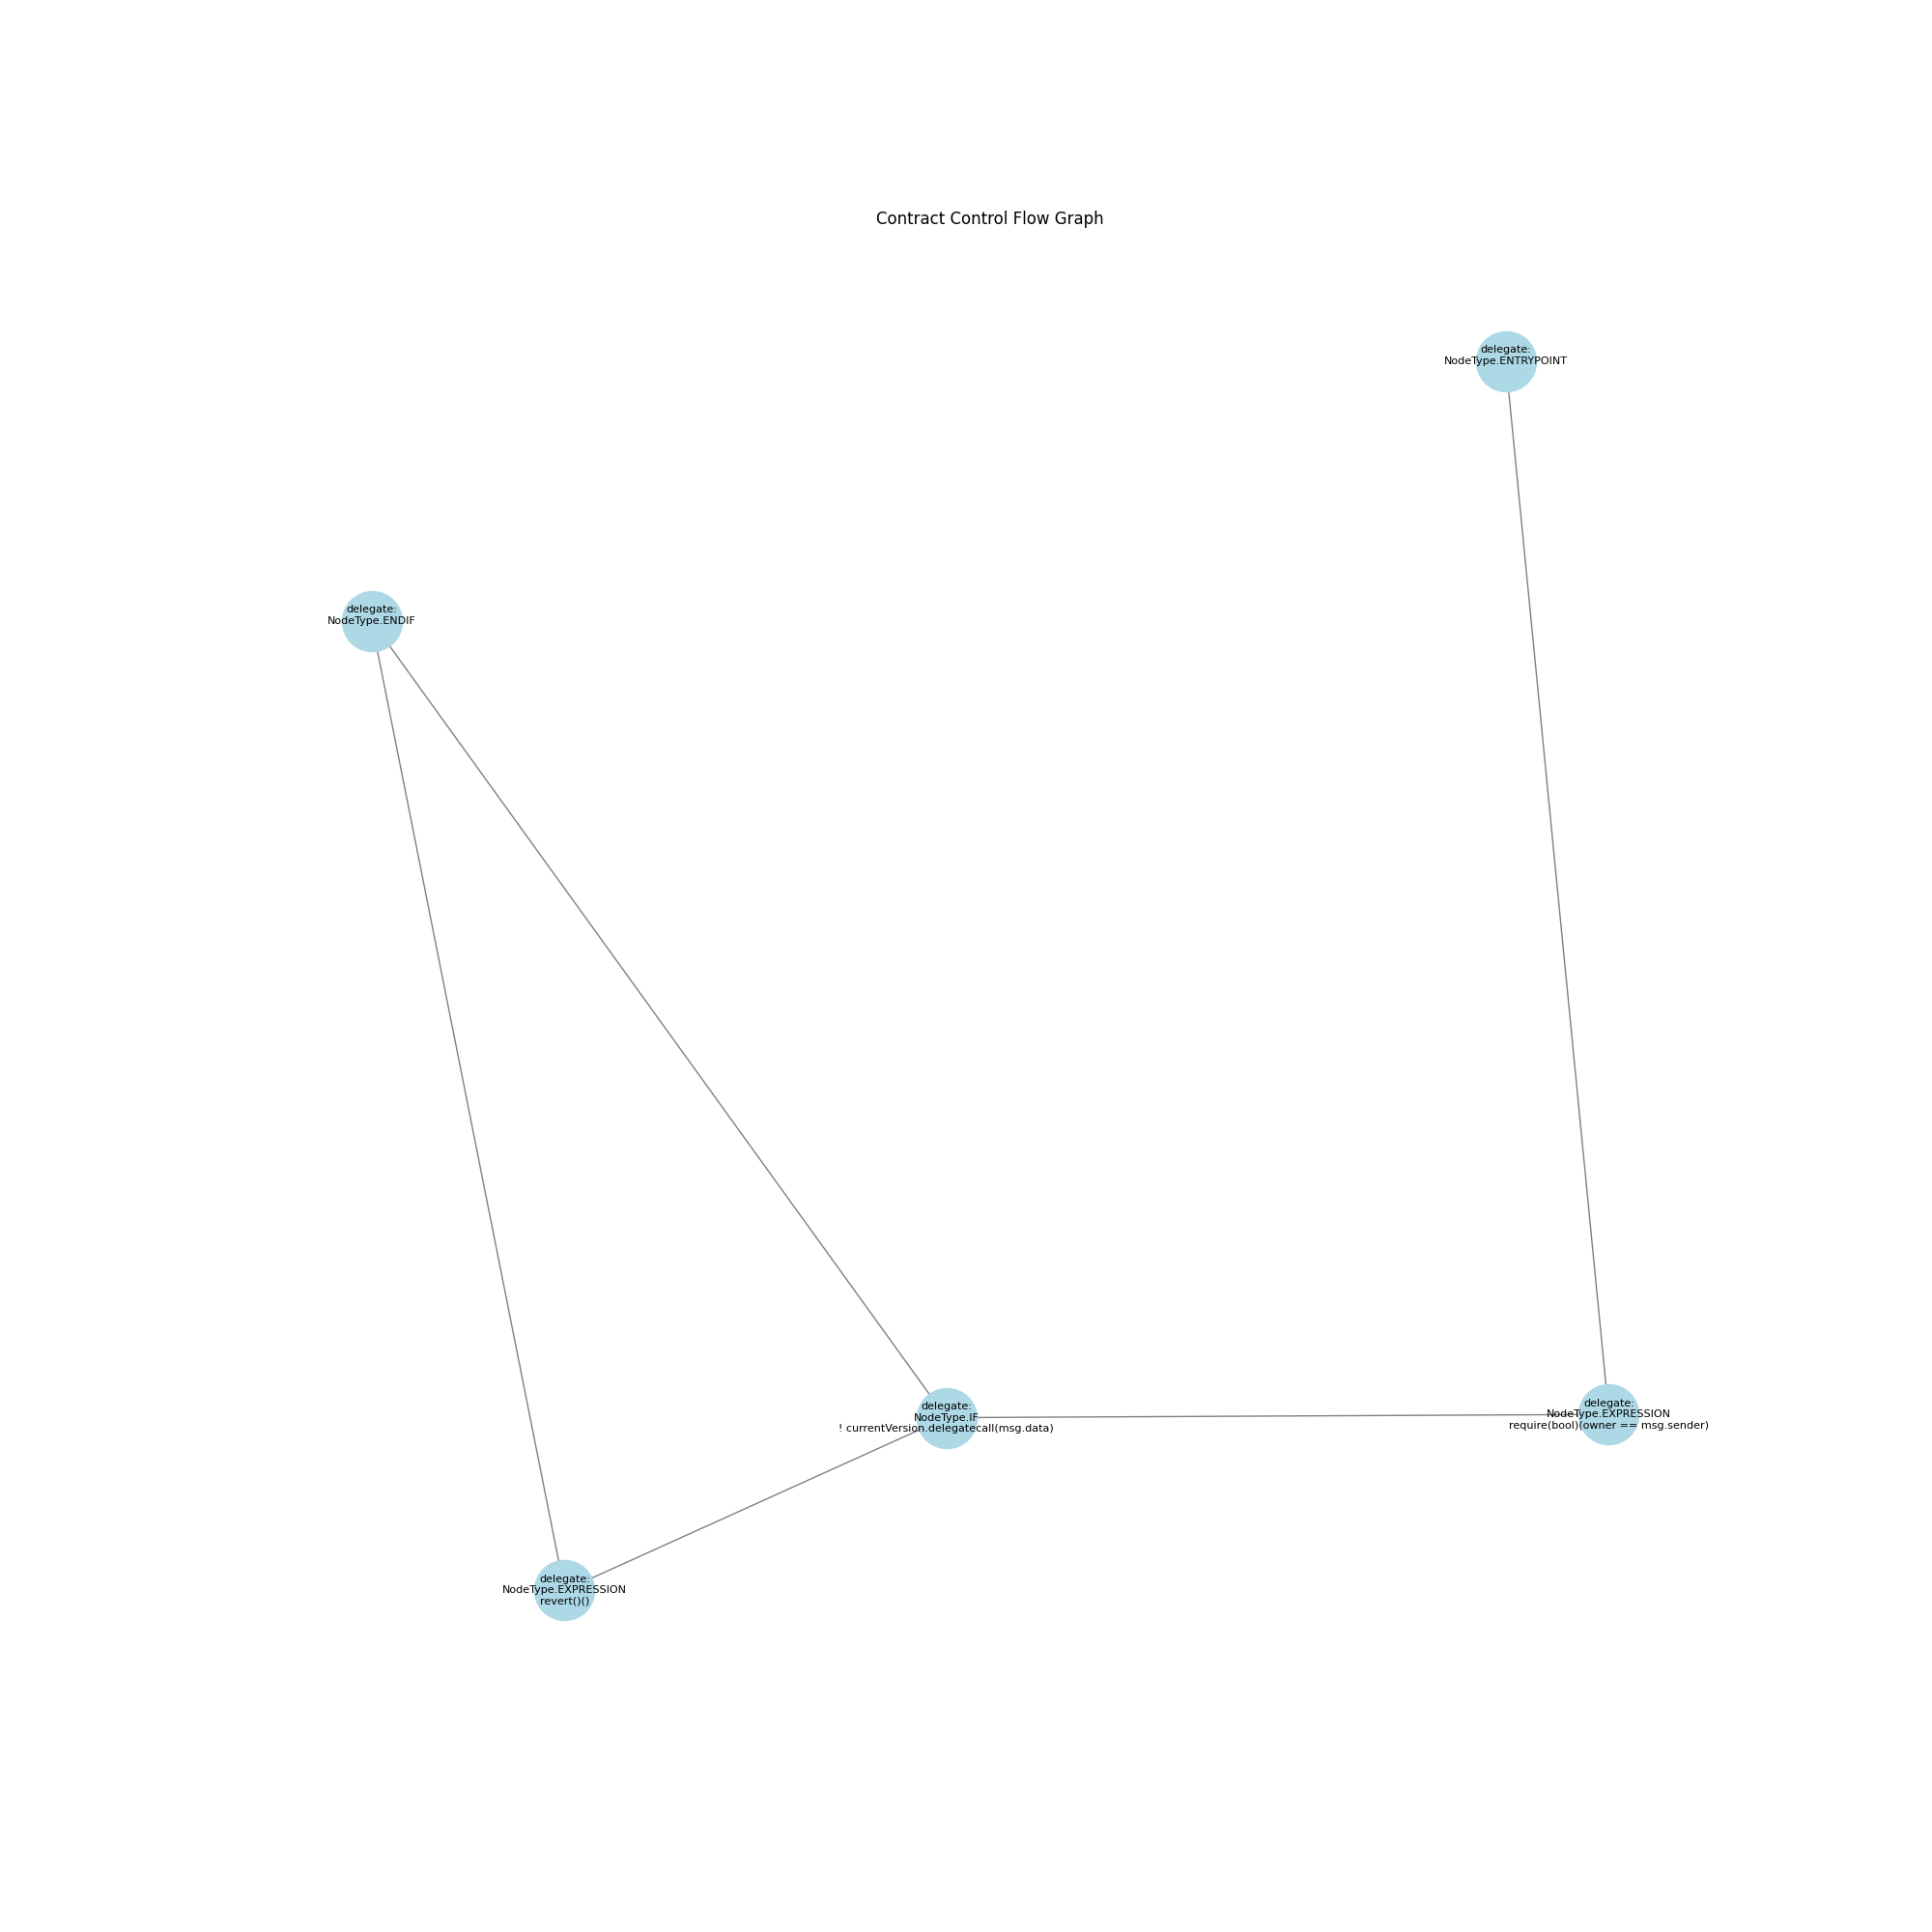 Contract Control Flow Graph
delegate:
NodeType.ENTRYPOINT
delegate:
NodeType.ENDIF
delegate:
NodeType.IF
! currentVersion.delegatecall(msg.data)
delegate:
NodeType.EXPRESSION
require(bool)(owner == msg.sender)
delegate:
NodeType.EXPRESSION
revert()()